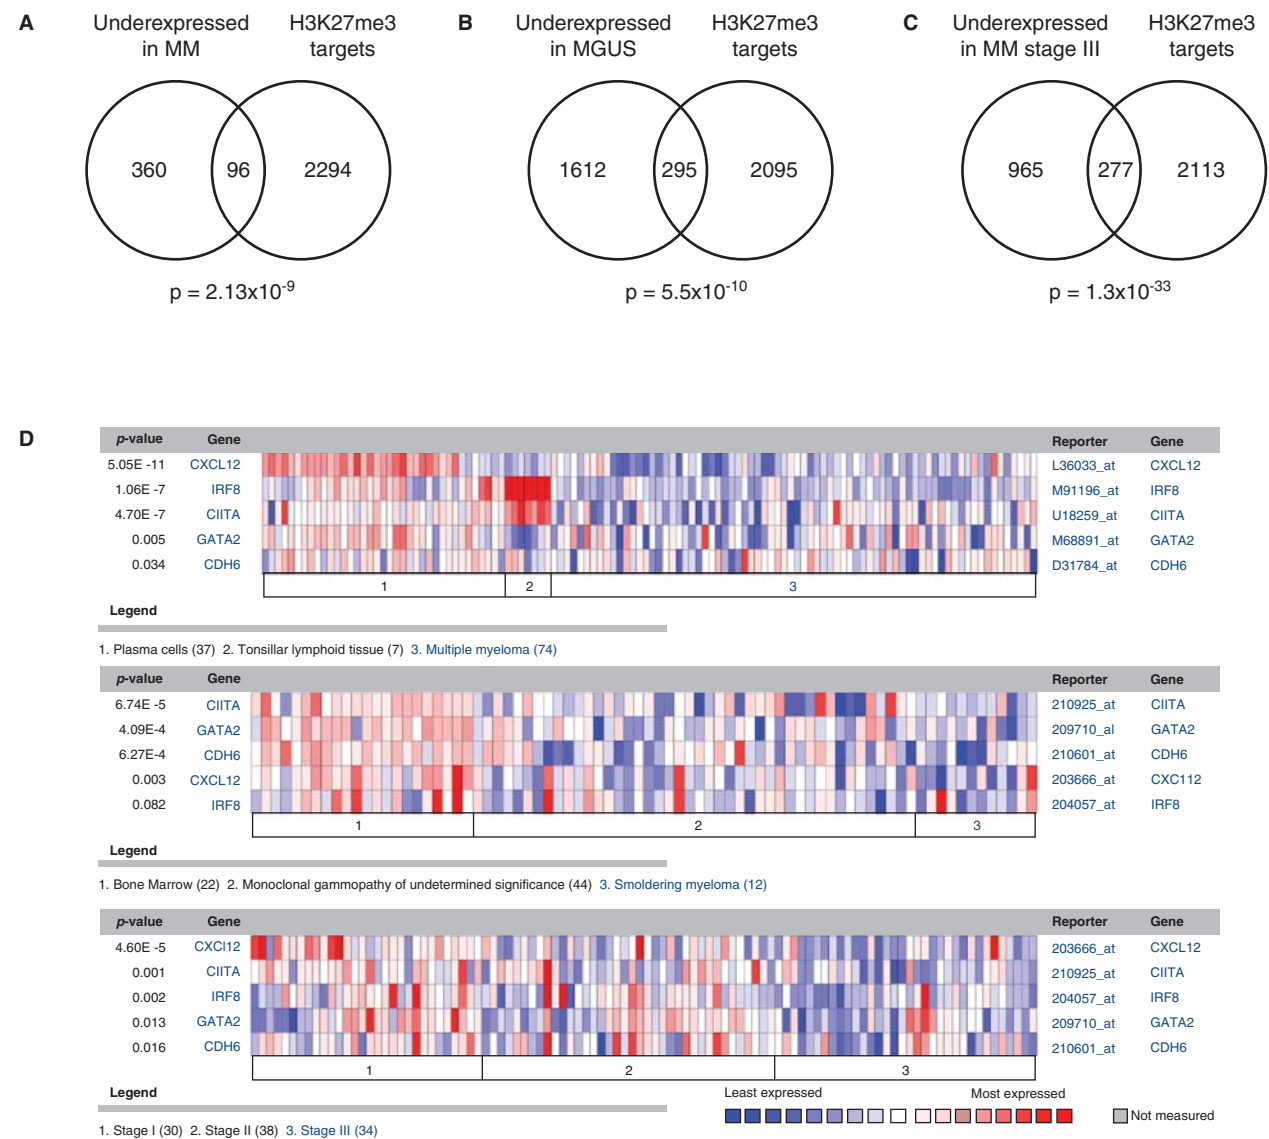 A
Underexpressed in MM
H3K27me3 targets
360
96
2294
p = 2.13x10-9
B
Underexpressed in MGUS
H3K27me3 targets
1612
295
2095
p = 5.5x10-10
C
Underexpressed in MM stage III
H3K27me3 targets
965
277
2113
p = 1.3x10-33
D
p-value Gene Reporter Gene
5.05E -11 CXCL12 L36033_at CXCL12
1.06E -7 IRF8 M91196_at IRF8
4.70E -7 CIITA U18259_at CIITA
0.005 GATA2 M68891_at GATA2
0.034 CDH6 D31784_at CDH6
1 2 3
Legend
1. Plasma cells (37) 2. Tonsillar lymphoid tissue (7) 3. Multiple myeloma (74)
p-value Gene Reporter Gene
6.74E -5 CIITA 210925_at CIITA
4.09E-4 GATA2 209710_al GATA2
6.27E-4 CDH6 210601_at CDH6
0.003 CXCL12 203666_at CXC112
0.082 IRF8 204057_at IRF8
1 2 3
Legend
1. Bone Marrow (22) 2. Monoclonal gammopathy of undetermined significance (44) 3. Smoldering myeloma (12)
p-value Gene Reporter Gene
4.60E -5 CXCl12 203666_at CXCL12
0.001 CIITA 210925_at CIITA
0.002 IRF8 204057_at IRF8
0.013 GATA2 209710_at GATA2
0.016 CDH6 210601_at CDH6
1 2 3
Legend
Least expressed Most expressed
Not measured
1. Stage I (30) 2. Stage II (38) 3. Stage III (34)